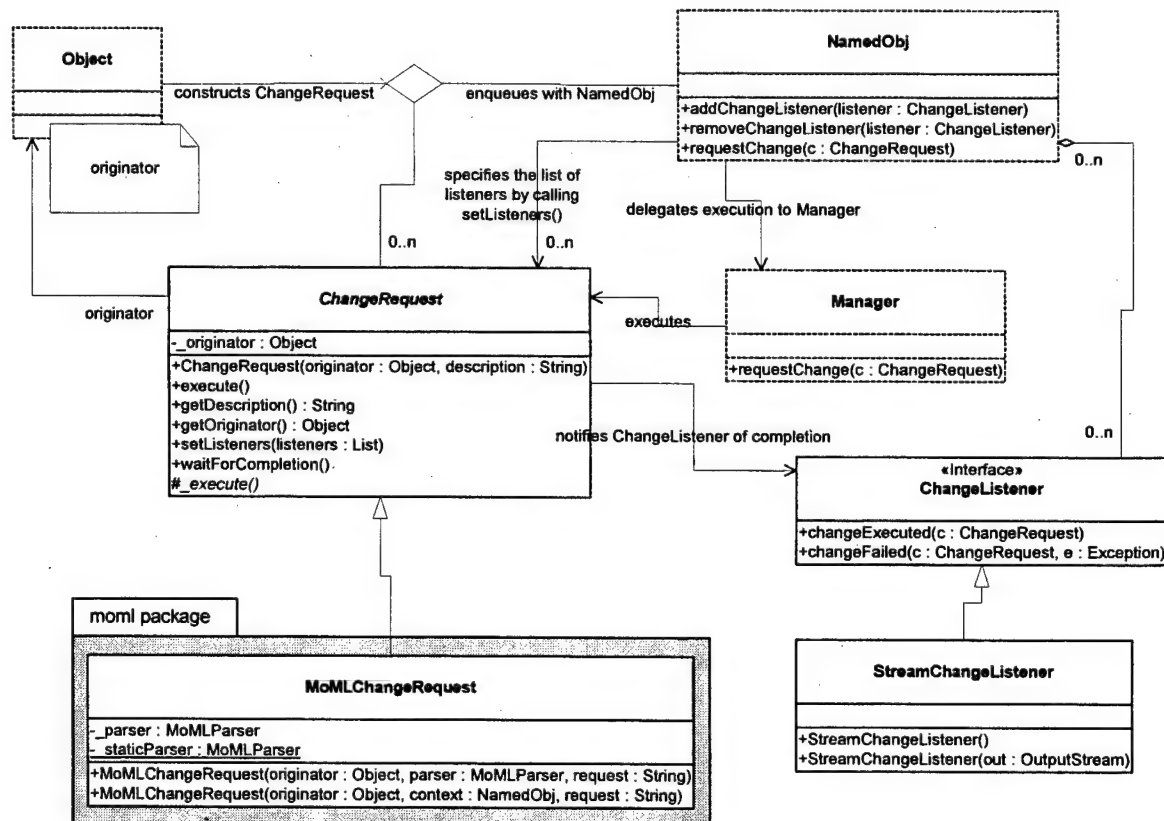 Object
NamedObj
constructs ChangeRequest
enqueues with NamedObj
+addChangeListener(listener : ChangeListener)
+removeChangeListener(listener : ChangeListener)
+requestChange(c : ChangeRequest)
originator
0..n
specifies the list of
listeners by calling
setListeners()
delegates execution to Manager
0..n
0..n
ChangeRequest
Manager
originator
executes
-_originator : Object
+ChangeRequest(originator : Object, description : String)
+execute()
+getDescription() : String
+getOriginator() : Object
+setListeners(listeners : List)
+waitForCompletion()
#_execute()
+requestChange(c : ChangeRequest)
notifies ChangeListener of completion
0..n
«Interface»
ChangeListener
+changeExecuted(c : ChangeRequest)
+changeFailed(c : ChangeRequest, e : Exception)
moml package
MoMLChangeRequest
-_parser : MoMLParser
-_staticParser : MoMLParser
+MoMLChangeRequest(originator : Object, parser : MoMLParser, request : String)
+MoMLChangeRequest(originator : Object, context : NamedObj, request : String)
StreamChangeListener
+StreamChangeListener()
+StreamChangeListener(out : OutputStream)